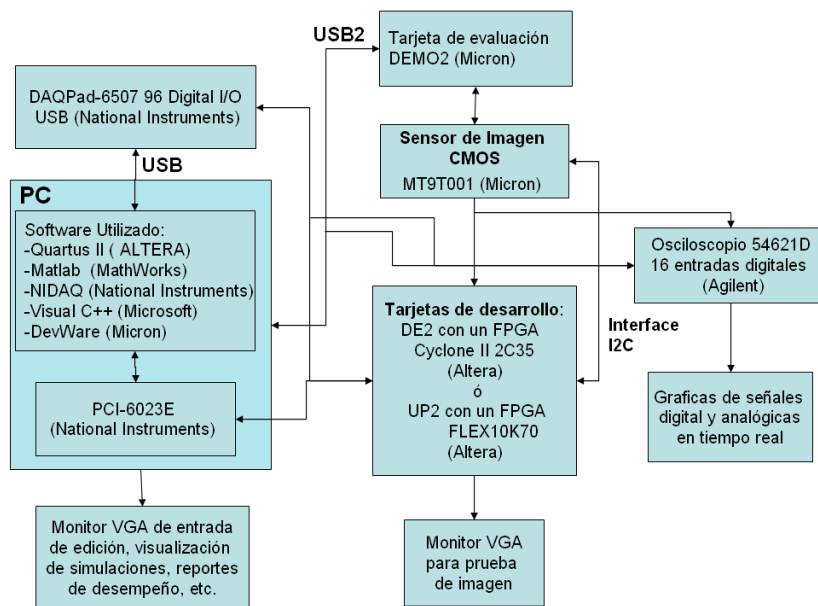 USB2
Tarjeta de evaluación
DEMO2 (Micron)
DAQPad-6507 96 Digital I/O
USB (National Instruments)
USB
Sensor de Imagen
CMOS
MT9T001 (Micron)
PC
Software Utilizado:
-Quartus II ( ALTERA)
-Matlab (MathWorks)
-NIDAQ (National Instruments)
-Visual C++ (Microsoft)
-DevWare (Micron)
Osciloscopio 54621D
16 entradas digitales
(Agilent)
Tarjetas de desarrollo:
DE2 con un FPGA
Cyclone II 2C35
(Altera)
ó
UP2 con un FPGA
FLEX10K70
(Altera)
Interface
I2C
PCI-6023E
(National Instruments)
Graficas de señales
digital y analógicas
en tiempo real
Monitor VGA de entrada
de edición, visualización
de simulaciones, reportes
de desempeño, etc.
Monitor VGA
para prueba
de imagen